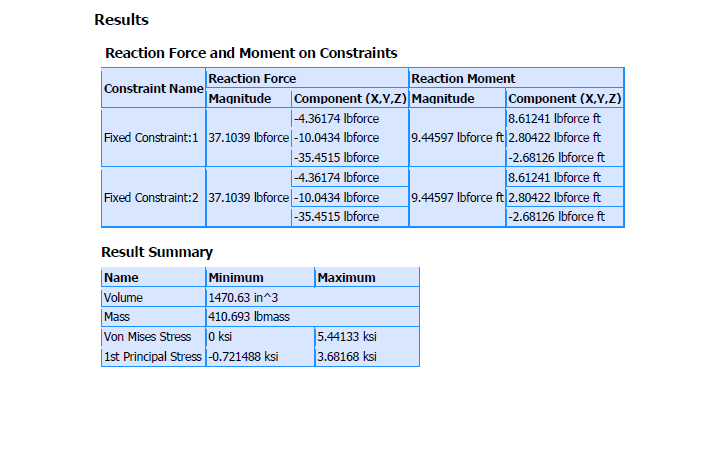 Results
Reaction Force and Moment on Constraints
Constraint Name Reaction Force Reaction Moment
Magnitude Component (X,Y,Z) Magnitude Component (X,Y,Z)
Fixed Constraint:1 37.1039 lbforce -4.36174 lbforce 9.44597 lbforce ft 8.61241 lbforce ft
-10.0434 lbforce 2.80422 lbforce ft
-35.4515 lbforce -2.68126 lbforce ft
Fixed Constraint:2 37.1039 lbforce -4.36174 lbforce 9.44597 lbforce ft 8.61241 lbforce ft
-10.0434 lbforce 2.80422 lbforce ft
-35.4515 lbforce -2.68126 lbforce ft
Result Summary
Name Minimum Maximum
Volume 1470.63 in^3
Mass 410.693 lbmass
Von Mises Stress 0 ksi 5.44133 ksi
1st Principal Stress -0.721488 ksi 3.68168 ksi